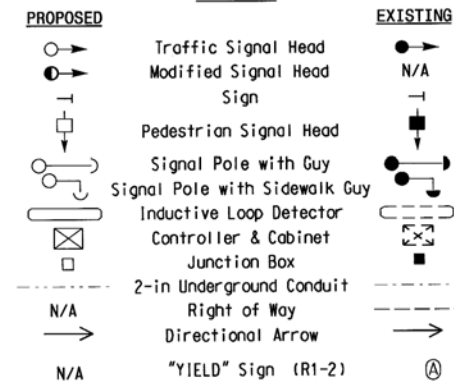 PROPOSED EXISTING
Traffic Signal Head
Modified Signal Head N/A
Sign
Pedestrian Signal Head
Signal Pole with Guy
Signal Pole with Sidewalk Guy
Inductive Loop Detector
Controller & Cabinet
Junction Box
2-in Underground Conduit
N/A Right of Way
Directional Arrow
N/A "YIELD" Sign (R1-2) A